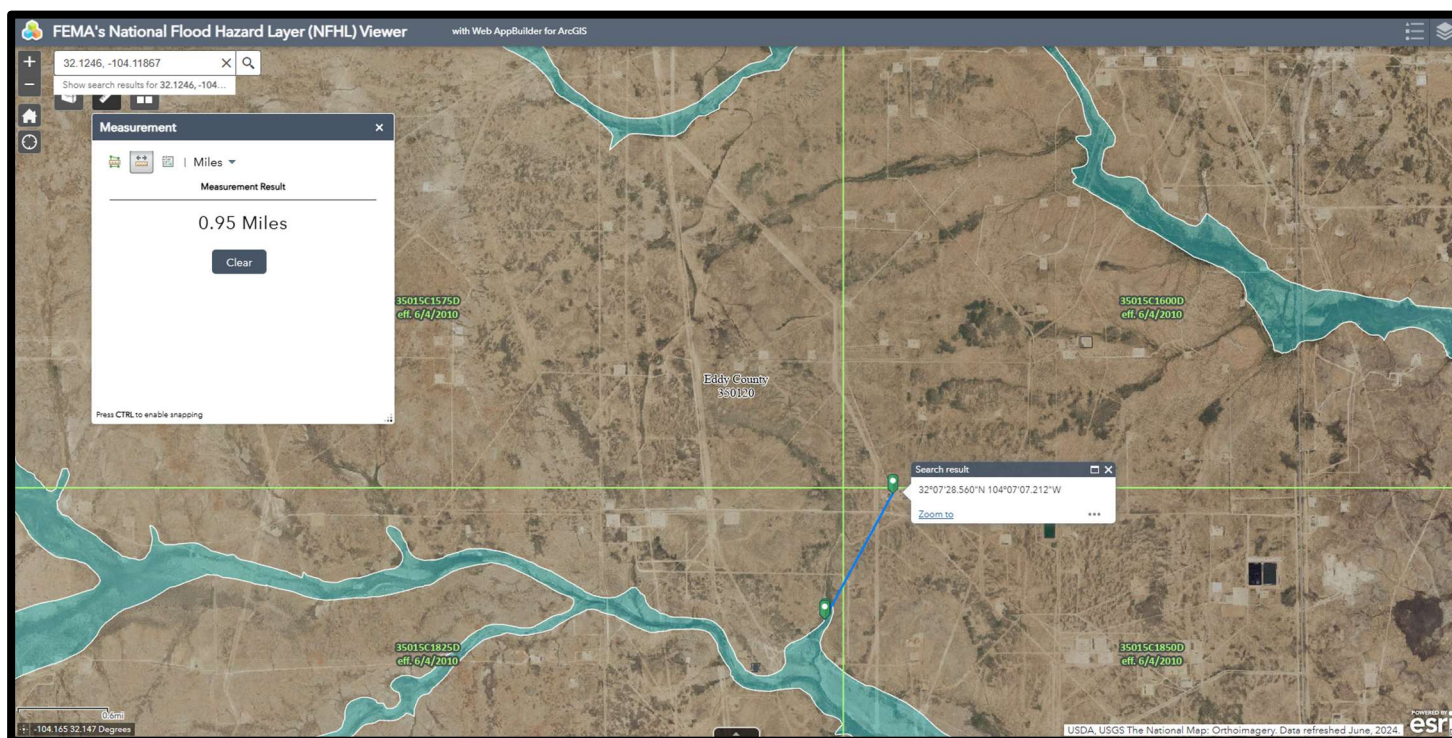 FEMA's National Flood Hazard Layer (NFHL) Viewer
with Web AppBuilder for ArcGIS
32.1246, -104.11867
Show search results for 32.1246, -104...
Measurement
Miles
Measurement Result
0.95 Miles
Clear
Press CTRL to enable snapping
35015C1575D
eff. 6/4/2010
35015C1600D
eff. 6/4/2010
Eddy County
350120
Search result
32°07'28.560"N 104°07'07.212"W
Zoom to
35015C1825D
eff. 6/4/2010
35015C1850D
eff. 6/4/2010
0.6mi
-104.165 32.147 Degrees
USDA, USGS The National Map: Orthoimagery. Data refreshed June, 2024.
POWERED BY
esri